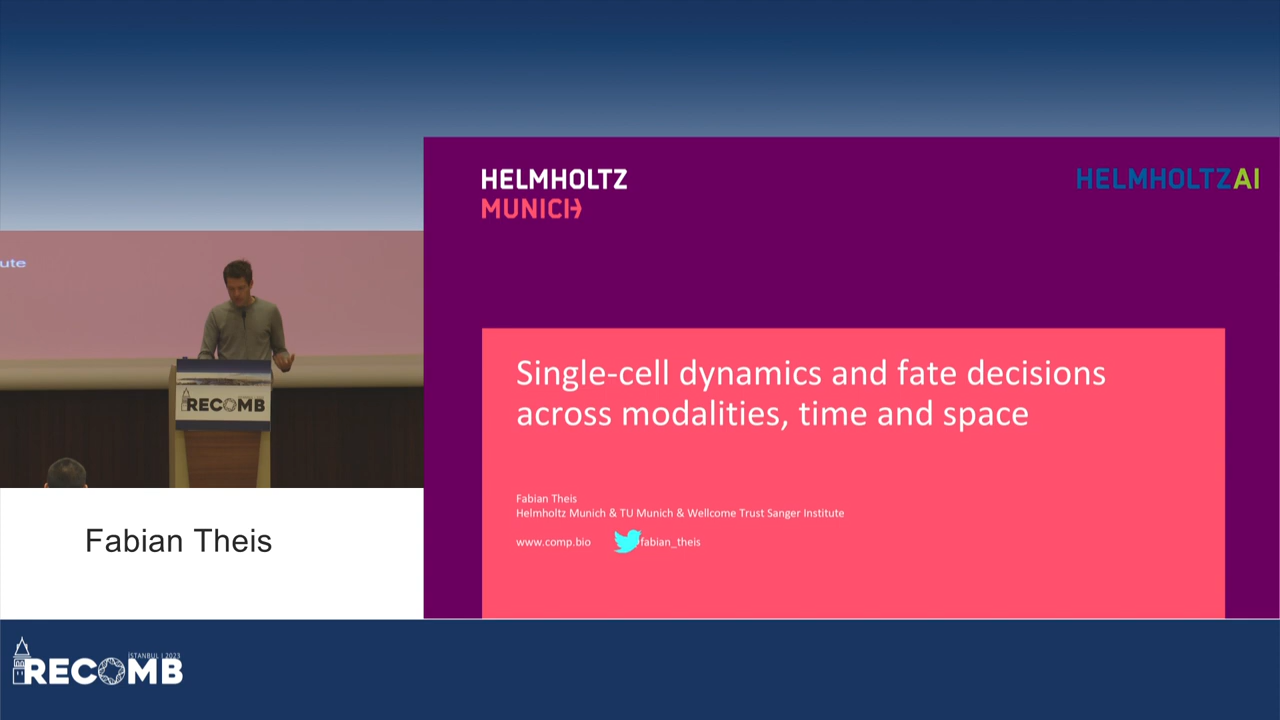 HELMHOLTZ
MUNICH
HELMHOLTZAI
ute
RECOMB
Single-cell dynamics and fate decisions
across modalities, time and space
Fabian Theis
Helmholtz Munich & TU Munich & Wellcome Trust Sanger Institute
www.comp.bio fabian_theis
Fabian Theis
İSTANBUL | 2023
RECOMB